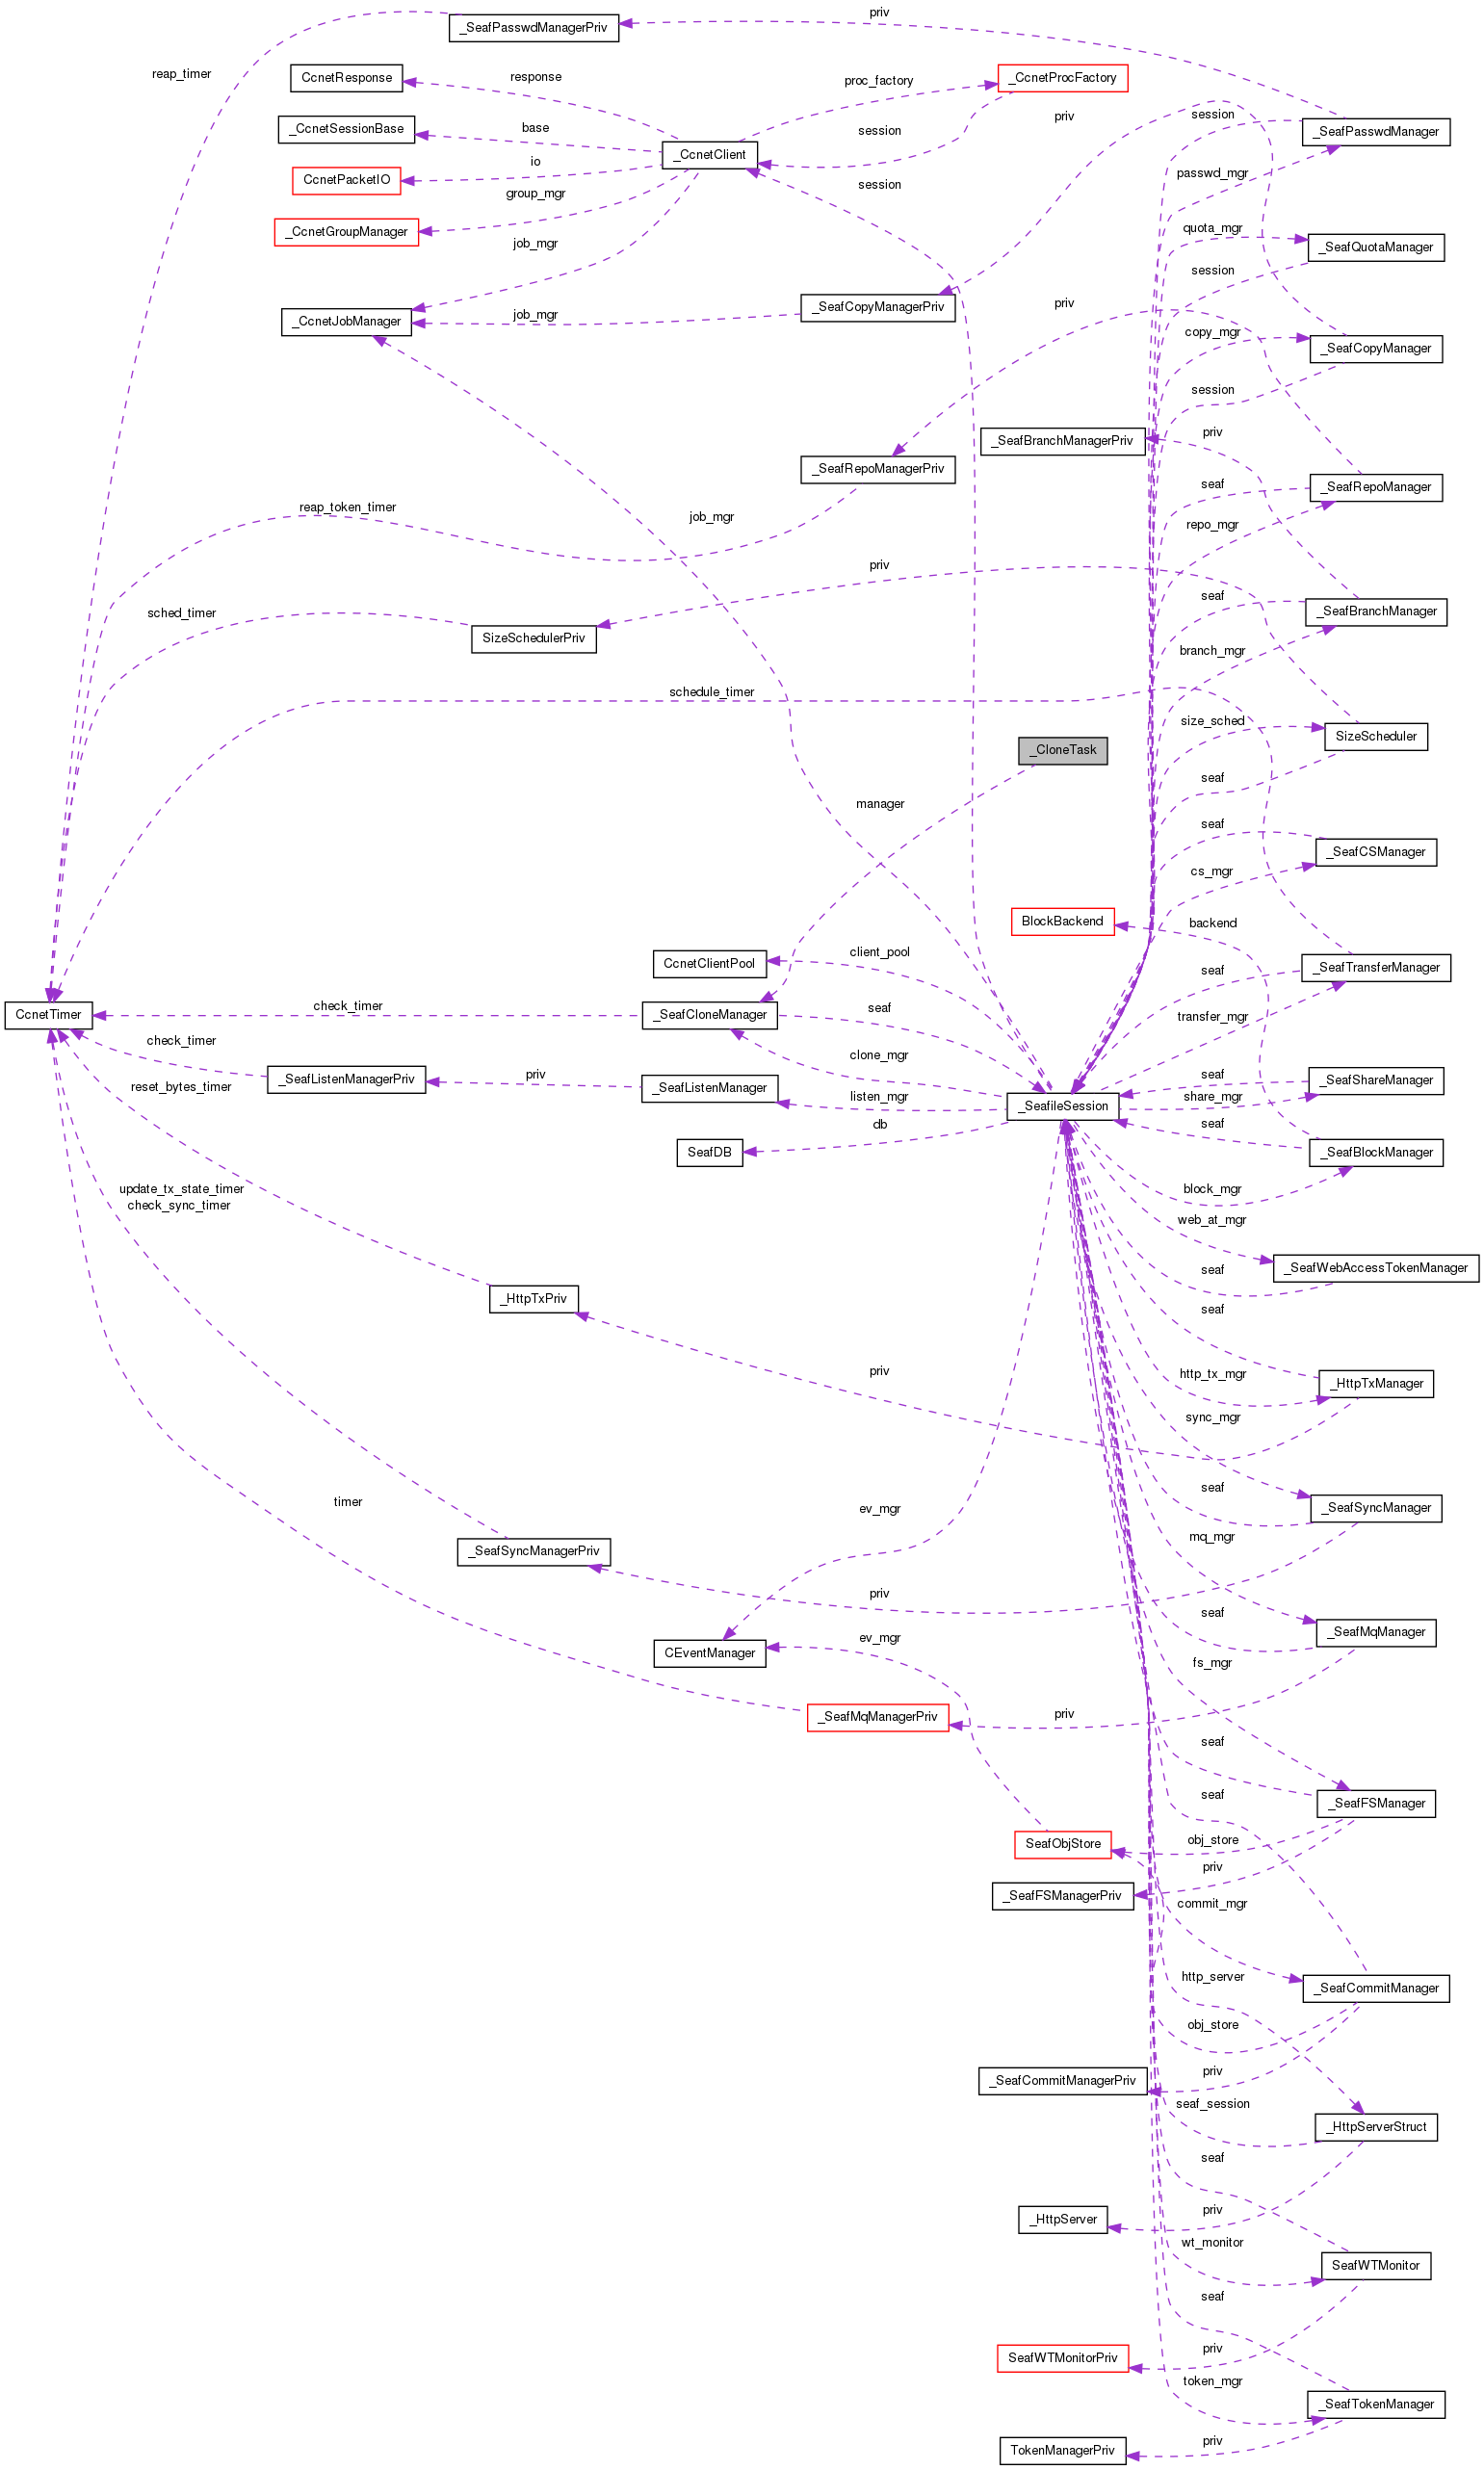 priv
_SeafPasswdManagerPriv
reap_timer
CcnetResponse
response
proc_factory
_CcnetProcFactory
priv
session
_CcnetSessionBase
base
session
_SeafPasswdManager
_CcnetClient
io
CcnetPacketIO
group_mgr
session
passwd_mgr
_CcnetGroupManager
job_mgr
quota_mgr
_SeafQuotaManager
session
_CcnetJobManager
job_mgr
_SeafCopyManagerPriv
priv
copy_mgr
_SeafCopyManager
session
_SeafBranchManagerPriv
priv
_SeafRepoManagerPriv
seaf
_SeafRepoManager
reap_token_timer
job_mgr
repo_mgr
priv
seaf
_SeafBranchManager
sched_timer
SizeSchedulerPriv
branch_mgr
schedule_timer
size_sched
SizeScheduler
_CloneTask
seaf
manager
seaf
_SeafCSManager
cs_mgr
BlockBackend
backend
CcnetClientPool
client_pool
seaf
_SeafTransferManager
CcnetTimer
check_timer
_SeafCloneManager
seaf
transfer_mgr
check_timer
clone_mgr
_SeafListenManagerPriv
priv
_SeafListenManager
seaf
_SeafShareManager
reset_bytes_timer
listen_mgr
_SeafileSession
share_mgr
db
seaf
SeafDB
_SeafBlockManager
update_tx_state_timer
check_sync_timer
block_mgr
web_at_mgr
seaf
_SeafWebAccessTokenManager
_HttpTxPriv
seaf
priv
http_tx_mgr
_HttpTxManager
sync_mgr
timer
ev_mgr
seaf
_SeafSyncManager
_SeafSyncManagerPriv
mq_mgr
priv
seaf
_SeafMqManager
CEventManager
ev_mgr
fs_mgr
_SeafMqManagerPriv
priv
seaf
seaf
_SeafFSManager
SeafObjStore
obj_store
priv
_SeafFSManagerPriv
commit_mgr
http_server
_SeafCommitManager
obj_store
_SeafCommitManagerPriv
priv
seaf_session
_HttpServerStruct
seaf
_HttpServer
priv
wt_monitor
SeafWTMonitor
seaf
SeafWTMonitorPriv
priv
token_mgr
_SeafTokenManager
TokenManagerPriv
priv